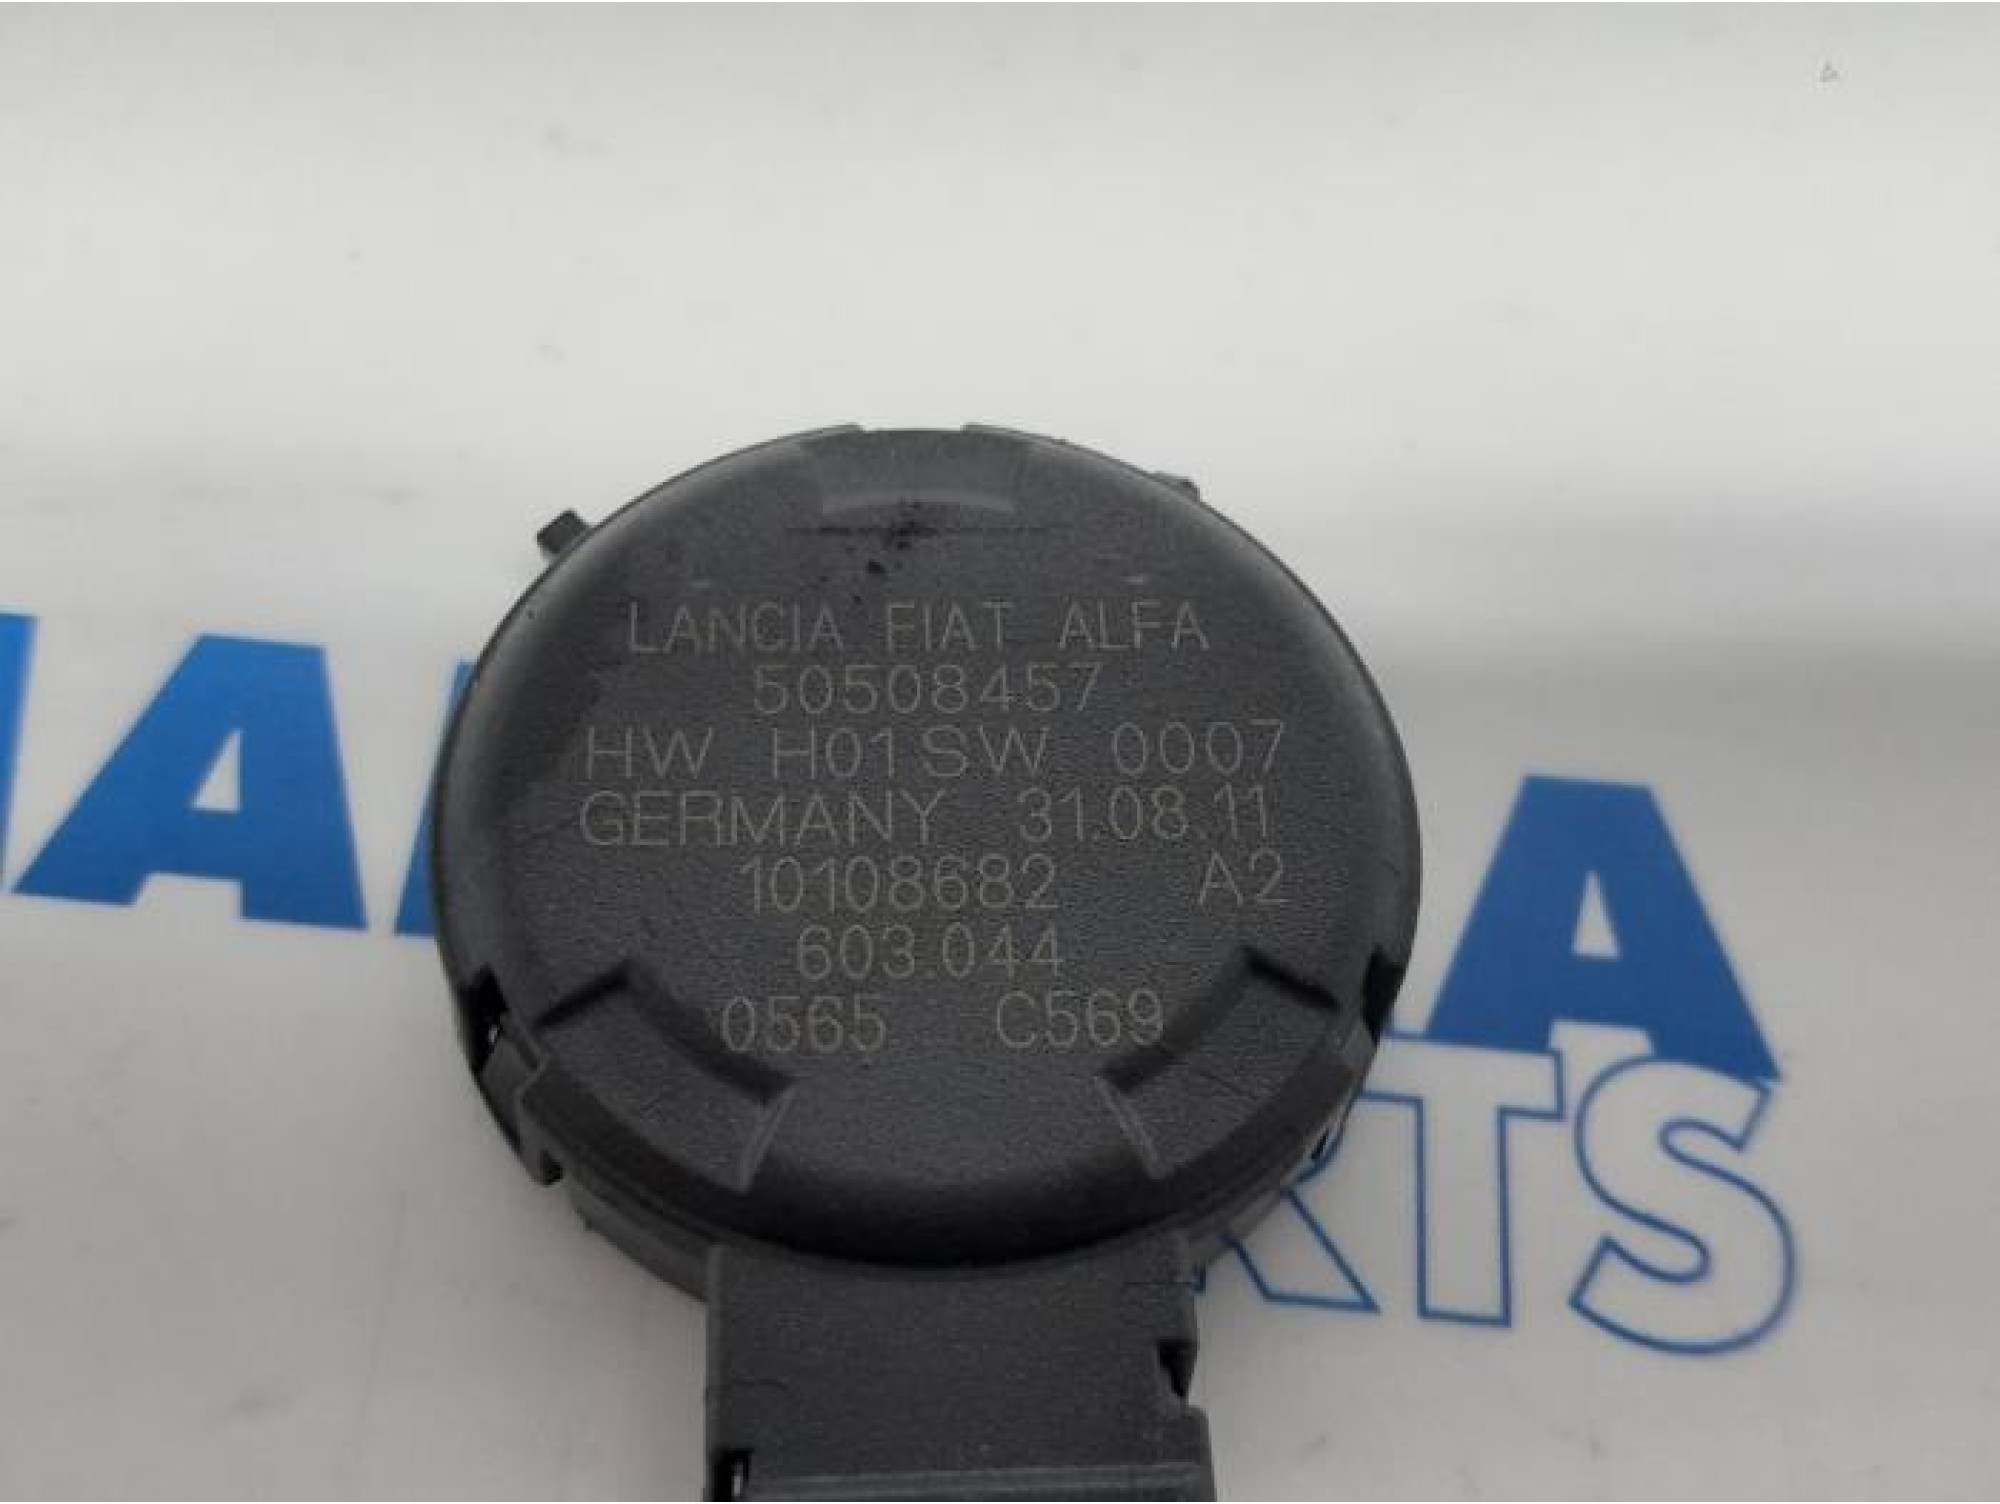 LANCIA FIAT ALFA
50508457
HW H01 SW 0007
GERMANY 31.08.11
10108682 A2
603.044
0565 C569